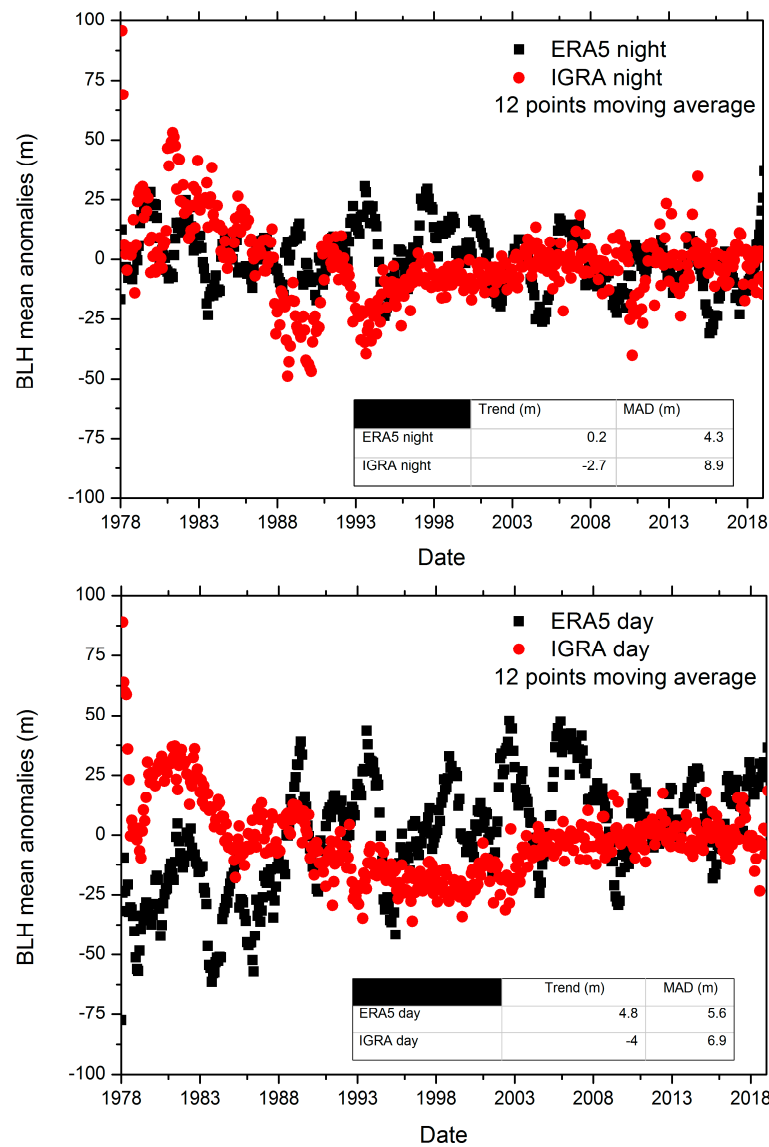 100
75
50
25
0
-25
-50
-75
-100
BLH mean anomalies (m)
ERA5 night
IGRA night
12 points moving average
Trend (m) MAD (m)
ERA5 night 0.2 4.3
IGRA night -2.7 8.9
1978 1983 1988 1993 1998 2003 2008 2013 2018
Date
100
75
50
25
0
-25
-50
-75
-100
BLH mean anomalies (m)
ERA5 day
IGRA day
12 points moving average
Trend (m) MAD (m)
ERA5 day 4.8 5.6
IGRA day -4 6.9
1978 1983 1988 1993 1998 2003 2008 2013 2018
Date